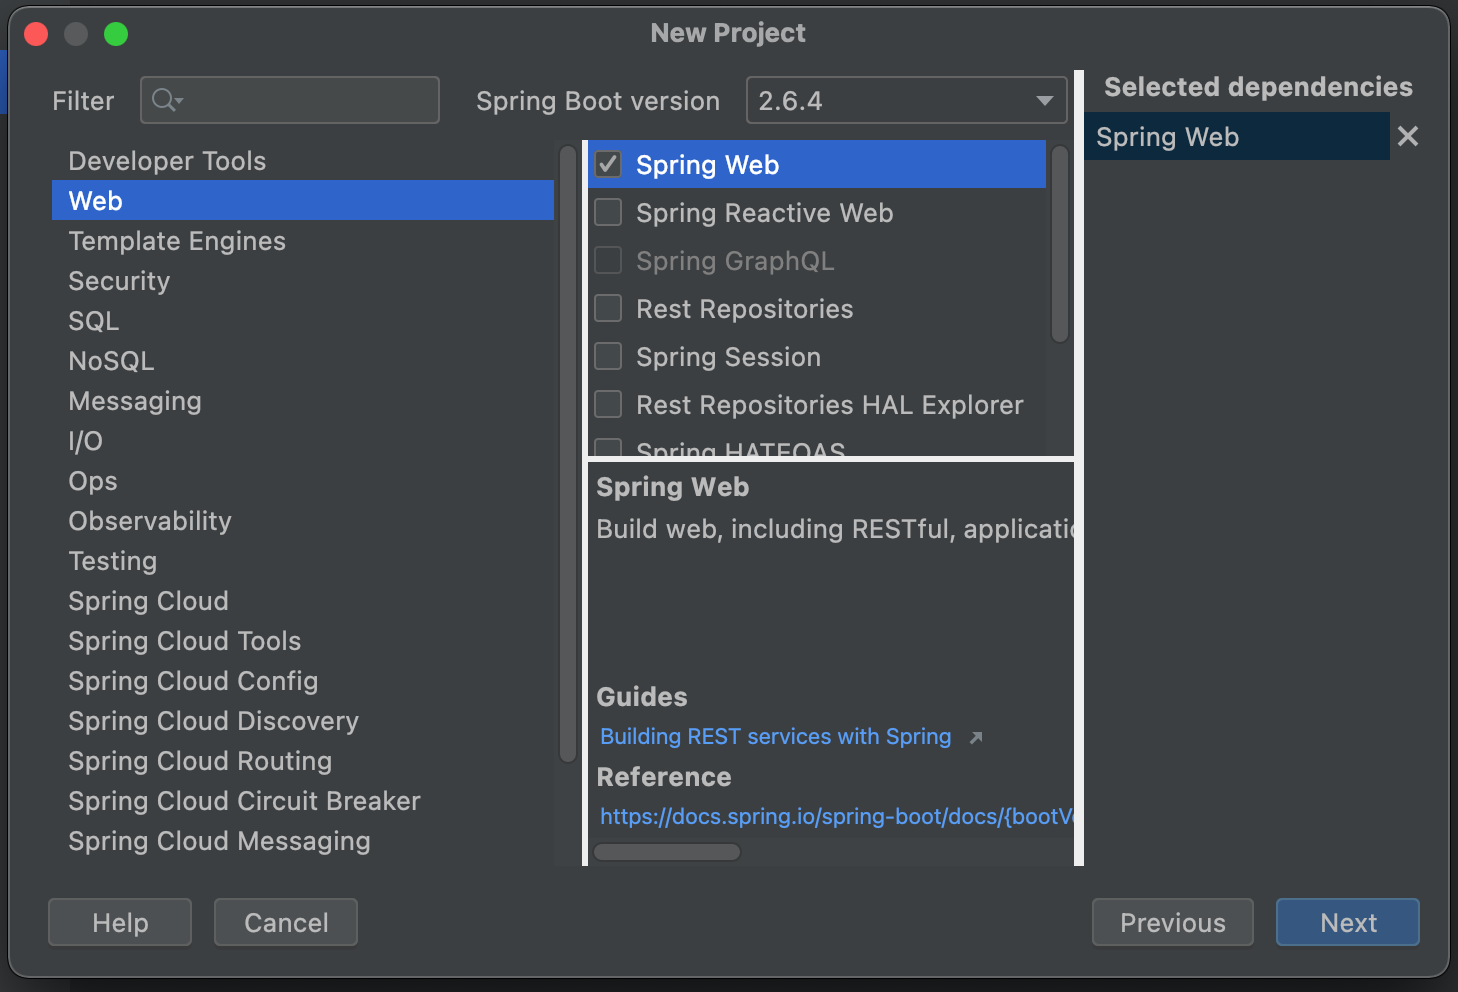 New Project
Filter
Spring Boot version
2.6.4
Developer Tools
Web
Template Engines
Security
SQL
NoSQL
Messaging
I/O
Ops
Observability
Testing
Spring Cloud
Spring Cloud Tools
Spring Cloud Config
Spring Cloud Discovery
Spring Cloud Routing
Spring Cloud Circuit Breaker
Spring Cloud Messaging
Spring Web
Spring Reactive Web
Spring GraphQL
Rest Repositories
Spring Session
Rest Repositories HAL Explorer
Spring HATEOAS
Spring Web
Build web, including RESTful, applicatio
Guides
Building REST services with Spring
Reference
https://docs.spring.io/spring-boot/docs/{bootVe
Selected dependencies
Spring Web
Help
Cancel
Previous
Next